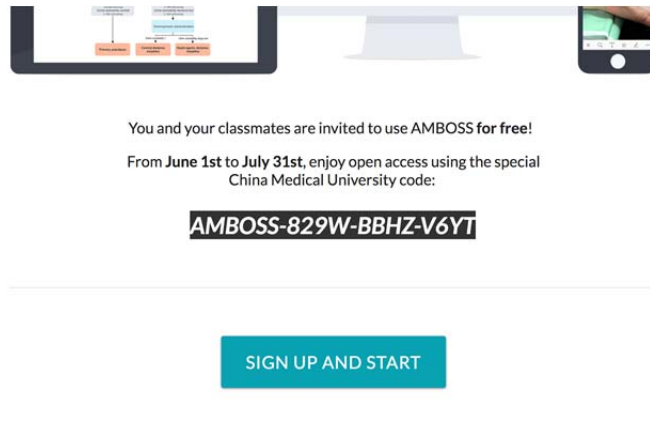 You and your classmates are invited to use AMBOSS for free!
From June 1st to July 31st, enjoy open access using the special
China Medical University code:
AMBOSS-829W-BBHZ-V6YT
SIGN UP AND START